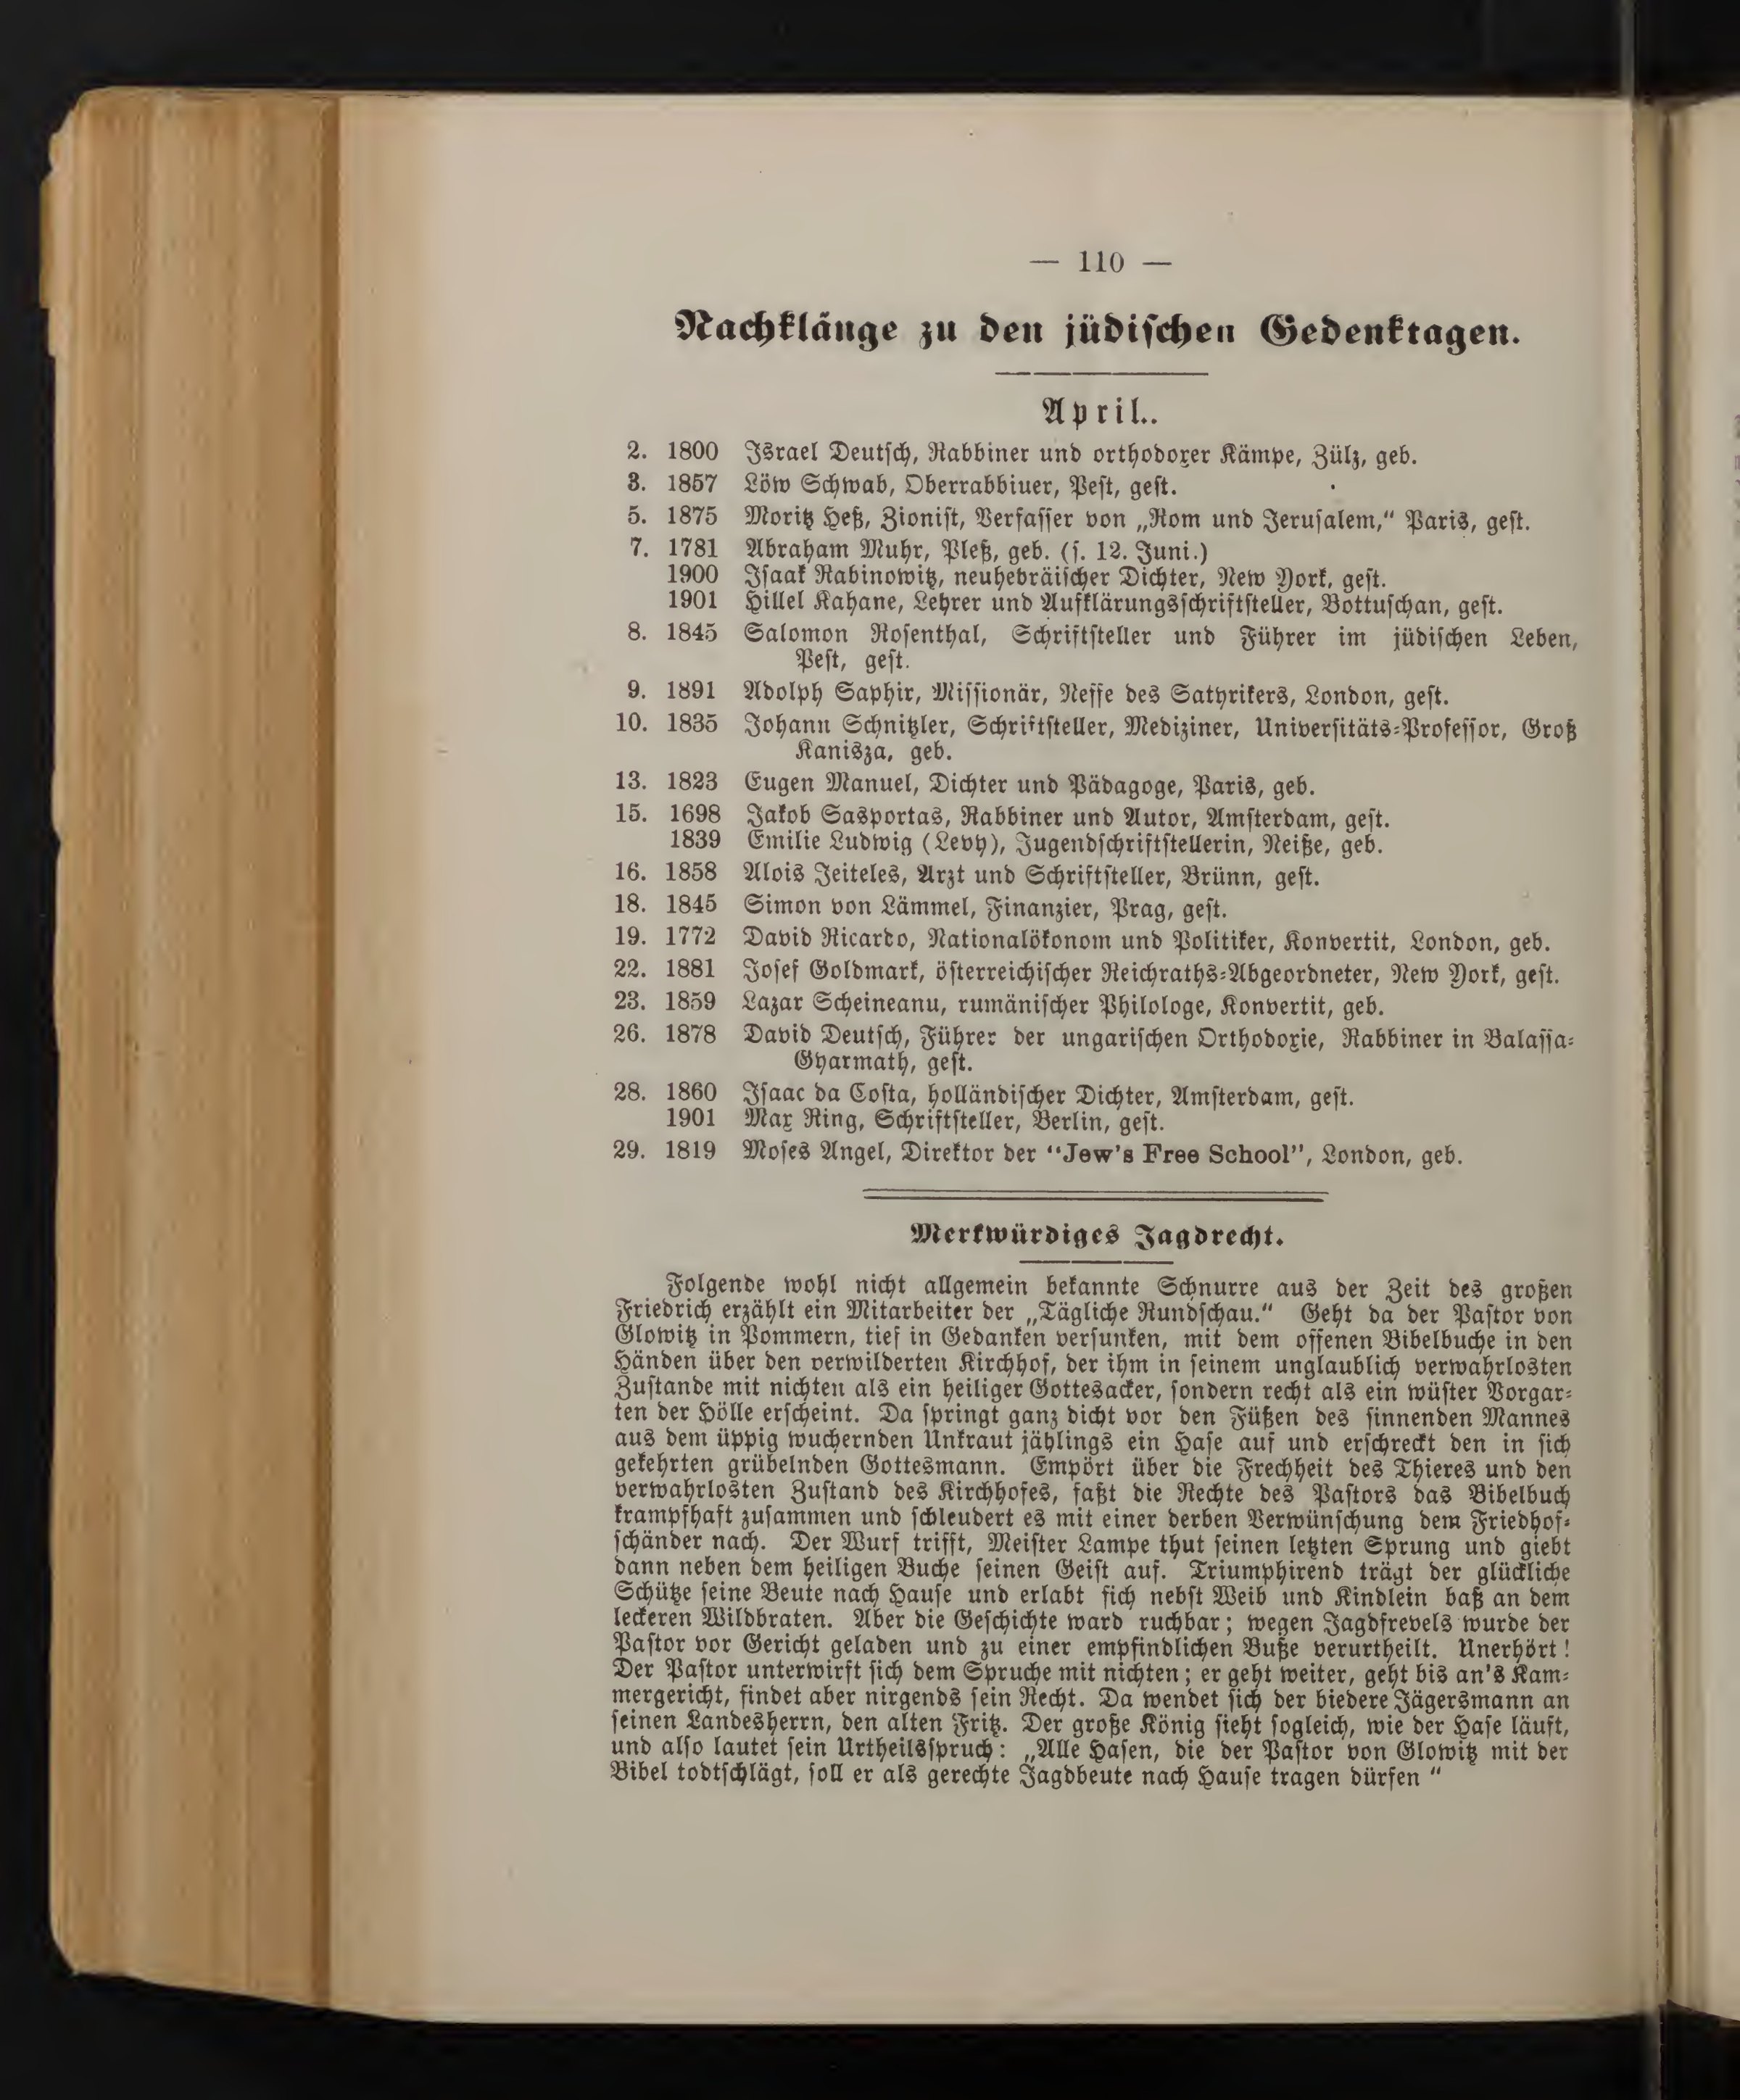 — 110 —
Nachklänge zu den jüdischen Gedenktagen.
April..
2. 1800 Israel Deutsch, Rabbiner und orthodoxer Kämpe, Zülz, geb.
3. 1857 Löw Schwab, Oberrabbiuer, Pest, gest.
5. 1875 Moritz Heß, Zionist, Verfasser von „Rom und Jerusalem,“ Paris, gest.
7. 1781 Abraham Muhr, Pleß, geb. (s. 12. Juni.)
1900 Isaak Rabinowitz, neuhebräischer Dichter, New York, gest.
1901 Hillel Kahane, Lehrer und Aufklärungsschriftsteller, Bottuschan, gest.
8. 1845 Salomon Rosenthal, Schriftsteller und Führer im jüdischen Leben,
Pest, gest.
9. 1891 Adolph Saphir, Missionär, Neffe des Satyrikers, London, gest.
10. 1835 Johann Schnitzler, Schriftsteller, Mediziner, Universitäts-Professor, Groß
Kanisza, geb.
13. 1823 Eugen Manuel, Dichter und Pädagoge, Paris, geb.
15. 1698 Jakob Sasportas, Rabbiner und Autor, Amsterdam, gest.
1839 Emilie Ludwig (Levy), Jugendschriftstellerin, Neiße, geb.
16. 1858 Alois Jeiteles, Arzt und Schriftsteller, Brünn, gest.
18. 1845 Simon von Lämmel, Finanzier, Prag, gest.
19. 1772 David Ricardo, Nationalökonom und Politiker, Konvertit, London, geb.
22. 1881 Josef Goldmark, österreichischer Reichraths-Abgeordneter, New York, gest.
23. 1859 Lazar Scheineanu, rumänischer Philologe, Konvertit, geb.
26. 1878 David Deutsch, Führer der ungarischen Orthodoxie, Rabbiner in Balassa-
Gyarmath, gest.
28. 1860 Isaac da Costa, holländischer Dichter, Amsterdam, gest.
1901 Max Ring, Schriftsteller, Berlin, gest.
29. 1819 Moses Angel, Direktor der “Jew's Free School”, London, geb.
Merkwürdiges Jagdrecht.
Folgende wohl nicht allgemein bekannte Schnurre aus der Zeit des großen
Friedrich erzählt ein Mitarbeiter der „Tägliche Rundschau.“ Geht da der Pastor von
Glowitz in Pommern, tief in Gedanken versunken, mit dem offenen Bibelbuche in den
Händen über den verwilderten Kirchhof, der ihm in seinem unglaublich verwahrlosten
Zustande mit nichten als ein heiliger Gottesacker, sondern recht als ein wüster Vorgar-
ten der Hölle erscheint. Da springt ganz dicht vor den Füßen des sinnenden Mannes
aus dem üppig wuchernden Unkraut jählings ein Hase auf und erschreckt den in sich
gekehrten grübelnden Gottesmann. Empört über die Frechheit des Thieres und den
verwahrlosten Zustand des Kirchhofes, faßt die Rechte des Pastors das Bibelbuch
krampfhaft zusammen und schleudert es mit einer derben Verwünschung dem Friedhof-
schänder nach. Der Wurf trifft, Meister Lampe thut seinen letzten Sprung und giebt
dann neben dem heiligen Buche seinen Geist auf. Triumphirend trägt der glückliche
Schütze seine Beute nach Hause und erlabt sich nebst Weib und Kindlein baß an dem
leckeren Wildbraten. Aber die Geschichte ward ruchbar; wegen Jagdfrevels wurde der
Pastor vor Gericht geladen und zu einer empfindlichen Buße verurtheilt. Unerhört!
Der Pastor unterwirft sich dem Spruche mit nichten; er geht weiter, geht bis an's Kam-
mergericht, findet aber nirgends sein Recht. Da wendet sich der biedere Jägersmann an
seinen Landesherrn, den alten Fritz. Der große König sieht sogleich, wie der Hase läuft,
und also lautet sein Urtheilsspruch: „Alle Hasen, die der Pastor von Glowitz mit der
Bibel todtschlägt, soll er als gerechte Jagdbeute nach Hause tragen dürfen “